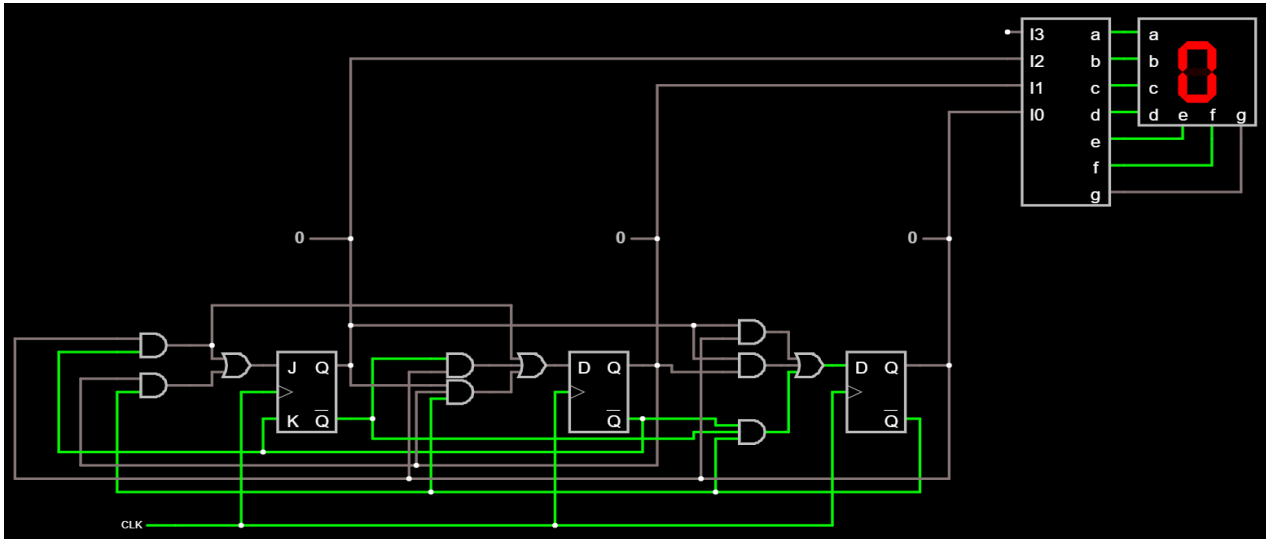 I3 a a
I2 b b
I1 c c
I0 d d e f g
e
f
g
0 0 0
J Q D Q D Q
K Q̅ Q̅ Q̅
CLK